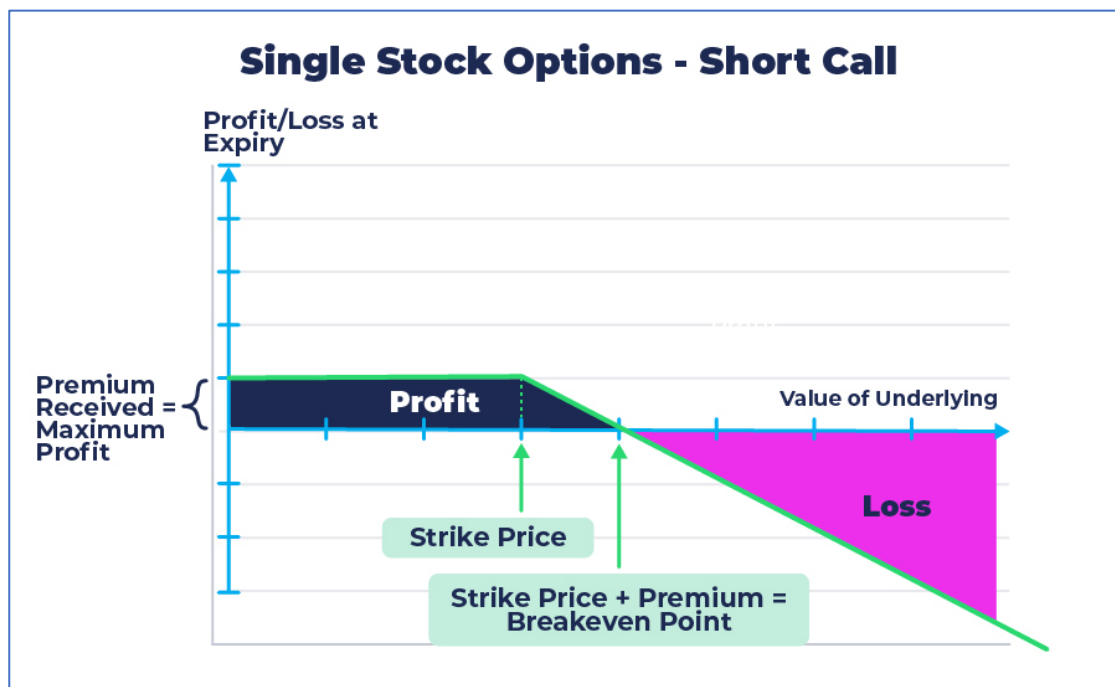 Single Stock Options - Short Call
Profit/Loss at
Expiry
Premium
Received =
Maximum
Profit
Profit
Value of Underlying
Loss
Strike Price
Strike Price + Premium =
Breakeven Point